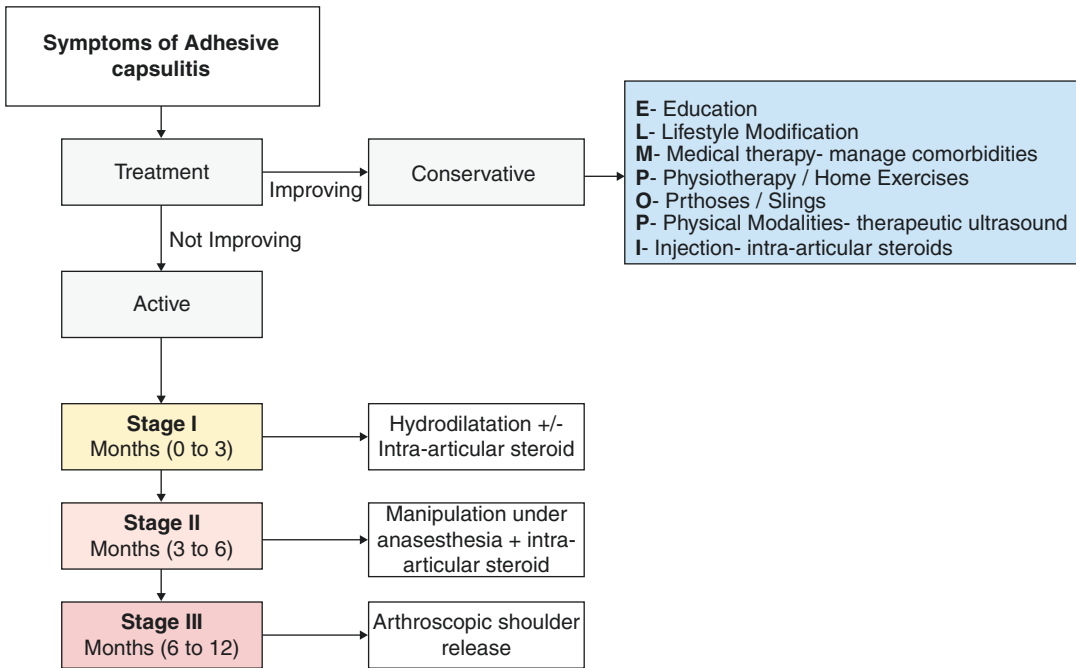 Symptoms of Adhesive
capsulitis
Treatment
Improving
Conservative
E- Education
L- Lifestyle Modification
M- Medical therapy- manage comorbidities
P- Physiotherapy / Home Exercises
O- Prthoses / Slings
P- Physical Modalities- therapeutic ultrasound
I- Injection- intra-articular steroids
Not Improving
Active
Stage I
Months (0 to 3)
Hydrodilatation +/-
Intra-articular steroid
Stage II
Months (3 to 6)
Manipulation under
anasesthesia + intra-
articular steroid
Stage III
Months (6 to 12)
Arthroscopic shoulder
release